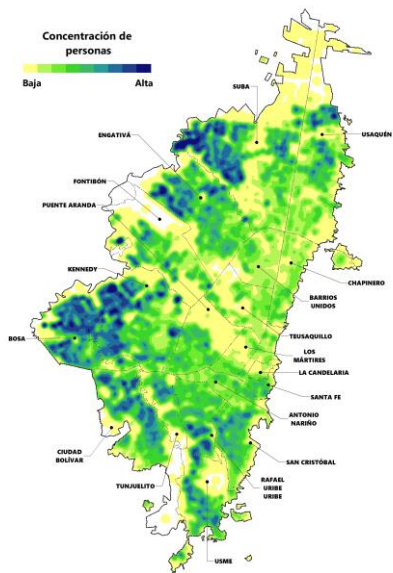 Concentración de
personas
Baja
Alta
SUBA
USAQUÉN
ENGATIVÁ
FONTIBÓN
PUENTE ARANDA
CHAPINERO
KENNEDY
BARRIOS
UNIDOS
TEUSAQUILLO
BOSA
LOS
MÁRTIRES
LA CANDELARIA
SANTA FE
ANTONIO
NARIÑO
CIUDAD
BOLÍVAR
SAN CRISTÓBAL
TUNJUELITO
RAFAEL
URIBE
URIBE
USME